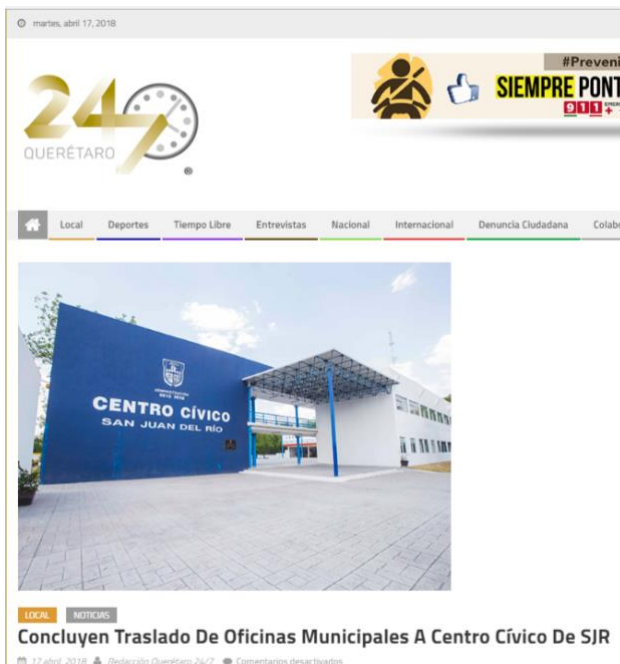 martes, abril 17, 2018
#Preveni
SIEMPRE PONT
911
247
QUERÉTARO
®
Local Deportes Tiempo Libre Entrevistas Nacional Internacional Denuncia Ciudadana Colabo
CENTRO CÍVICO
SAN JUAN DEL RÍO
LOCAL NOTICIAS
Concluyen Traslado De Oficinas Municipales A Centro Cívico De SJR
17 abril, 2018 Redacción Querétaro 24/7 Comentarios desactivados